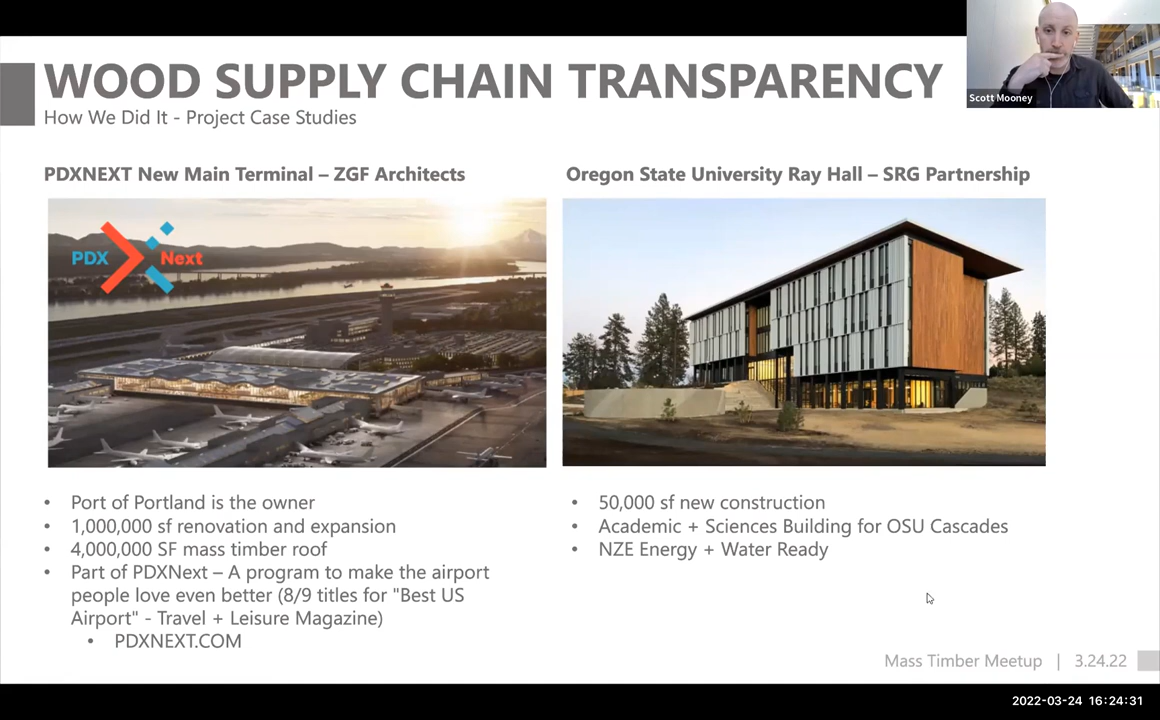 WOOD SUPPLY CHAIN TRANSPARENCY
How We Did It - Project Case Studies
Scott Mooney
PDXNEXT New Main Terminal – ZGF Architects
PDX Next
• Port of Portland is the owner
• 1,000,000 sf renovation and expansion
• 4,000,000 SF mass timber roof
• Part of PDXNext – A program to make the airport
people love even better (8/9 titles for "Best US
Airport" - Travel + Leisure Magazine)
• PDXNEXT.COM
Oregon State University Ray Hall – SRG Partnership
• 50,000 sf new construction
• Academic + Sciences Building for OSU Cascades
• NZE Energy + Water Ready
Mass Timber Meetup | 3.24.22
2022-03-24 16:24:31